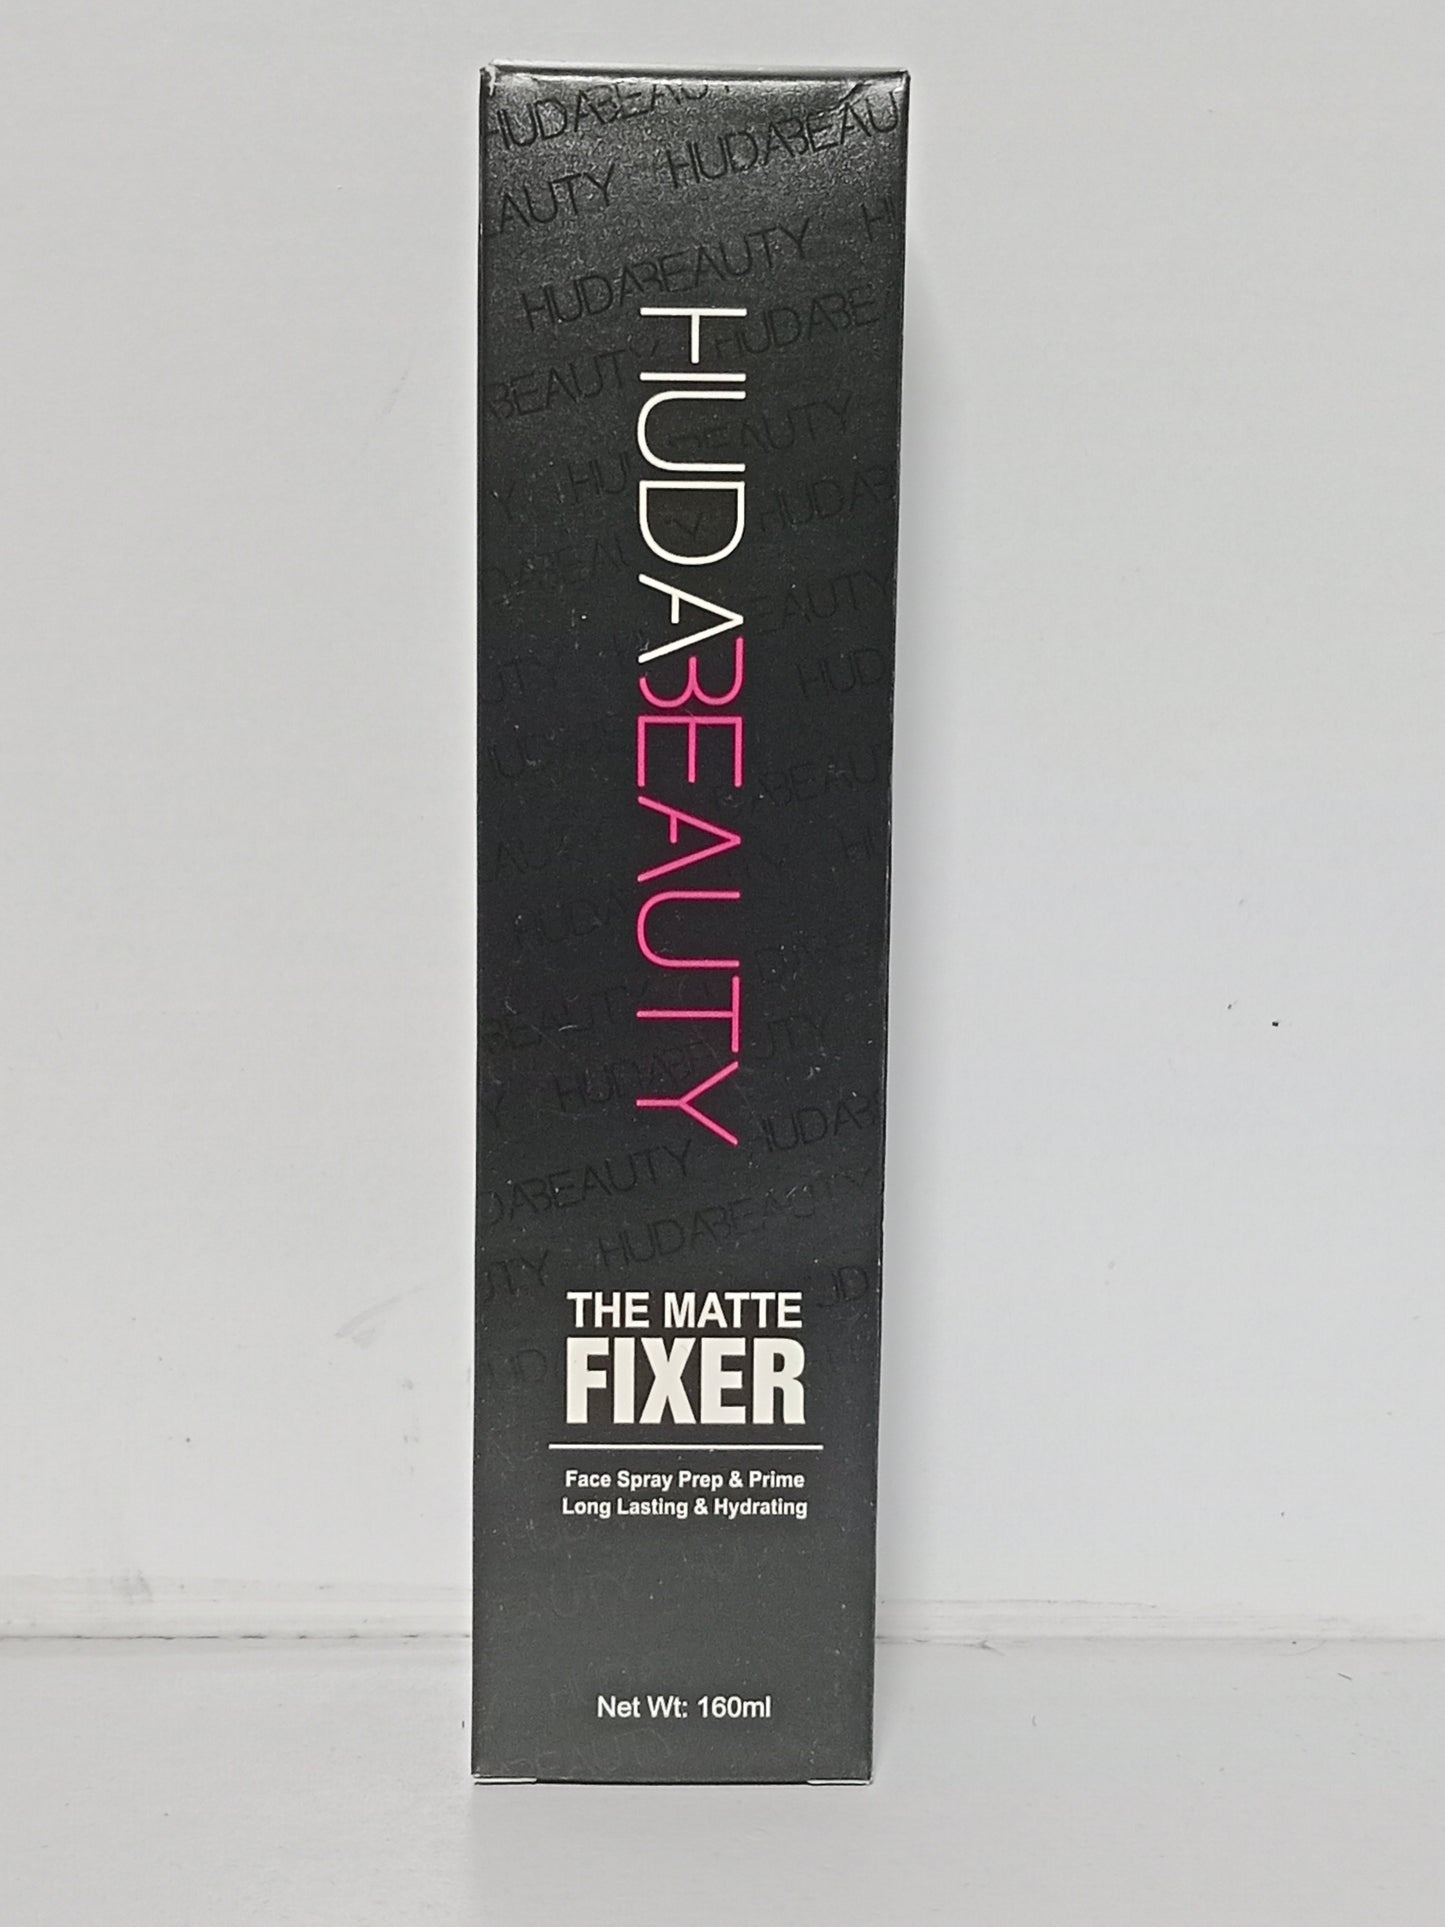 HUDABEAUTY
THE MATTE
FIXER
Face Spray Prep & Prime
Long Lasting & Hydrating
Net Wt: 160ml